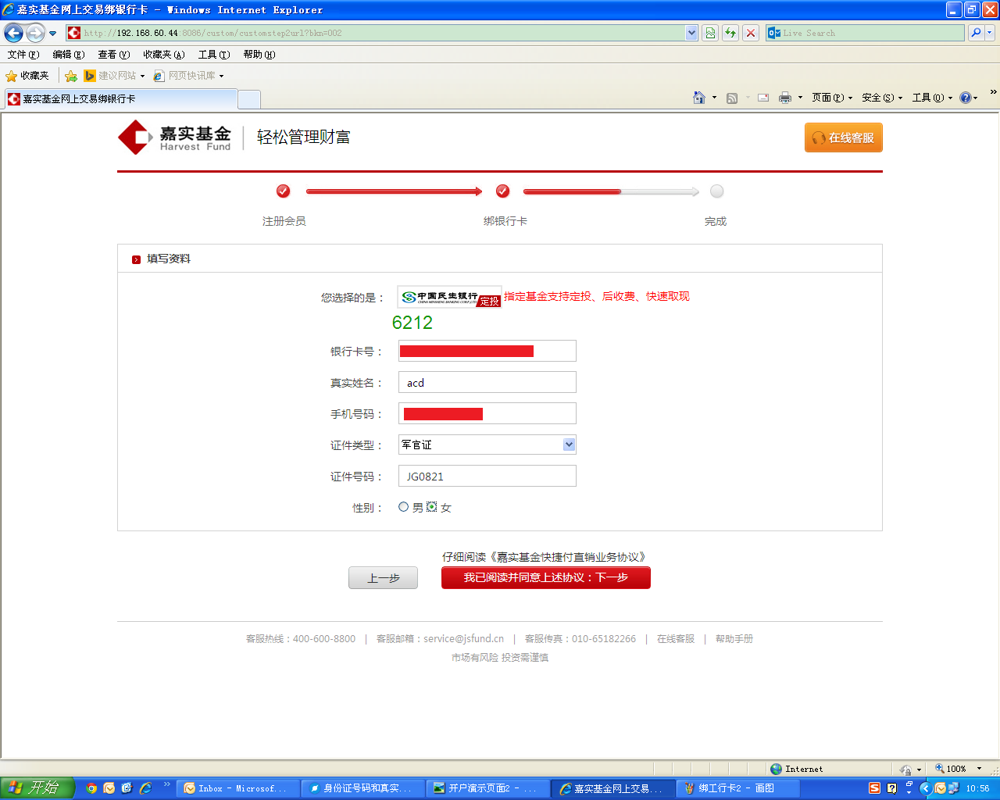 嘉实基金网上交易绑银行卡 - Windows Internet Explorer
http://192.168.60.44:8086/custom/customstep2url?bkn=002
Live Search
文件(F) 编辑(E) 查看(V) 收藏夹(A) 工具(T) 帮助(H)
收藏夹 建议网站 网页快讯库
嘉实基金网上交易绑银行卡 页面(P) 安全(S) 工具(O) »
嘉实基金 轻松管理财富 在线客服
Harvest Fund
注册会员 绑银行卡 完成
填写资料
您选择的是： 中国民生银行 定投 指定基金支持定投、后收费、快速取现
CHINA MINSHENG BANKING CORP.,LTD
6212
银行卡号：
真实姓名： acd
手机号码：
证件类型： 军官证
证件号码： JG0821
性别： 男 女
仔细阅读《嘉实基金快捷付直销业务协议》
上一步 我已阅读并同意上述协议：下一步
客服热线：400-600-8800 | 客服邮箱：service@jsfund.cn | 客服传真：010-65182266 | 在线客服 | 帮助手册
市场有风险 投资需谨慎
Internet 100%
开始 » Inbox - Microsof... 身份证号码和真实... 开户演示页面2 - ... 嘉实基金网上交易... 绑工行卡2 - 画图 10:56